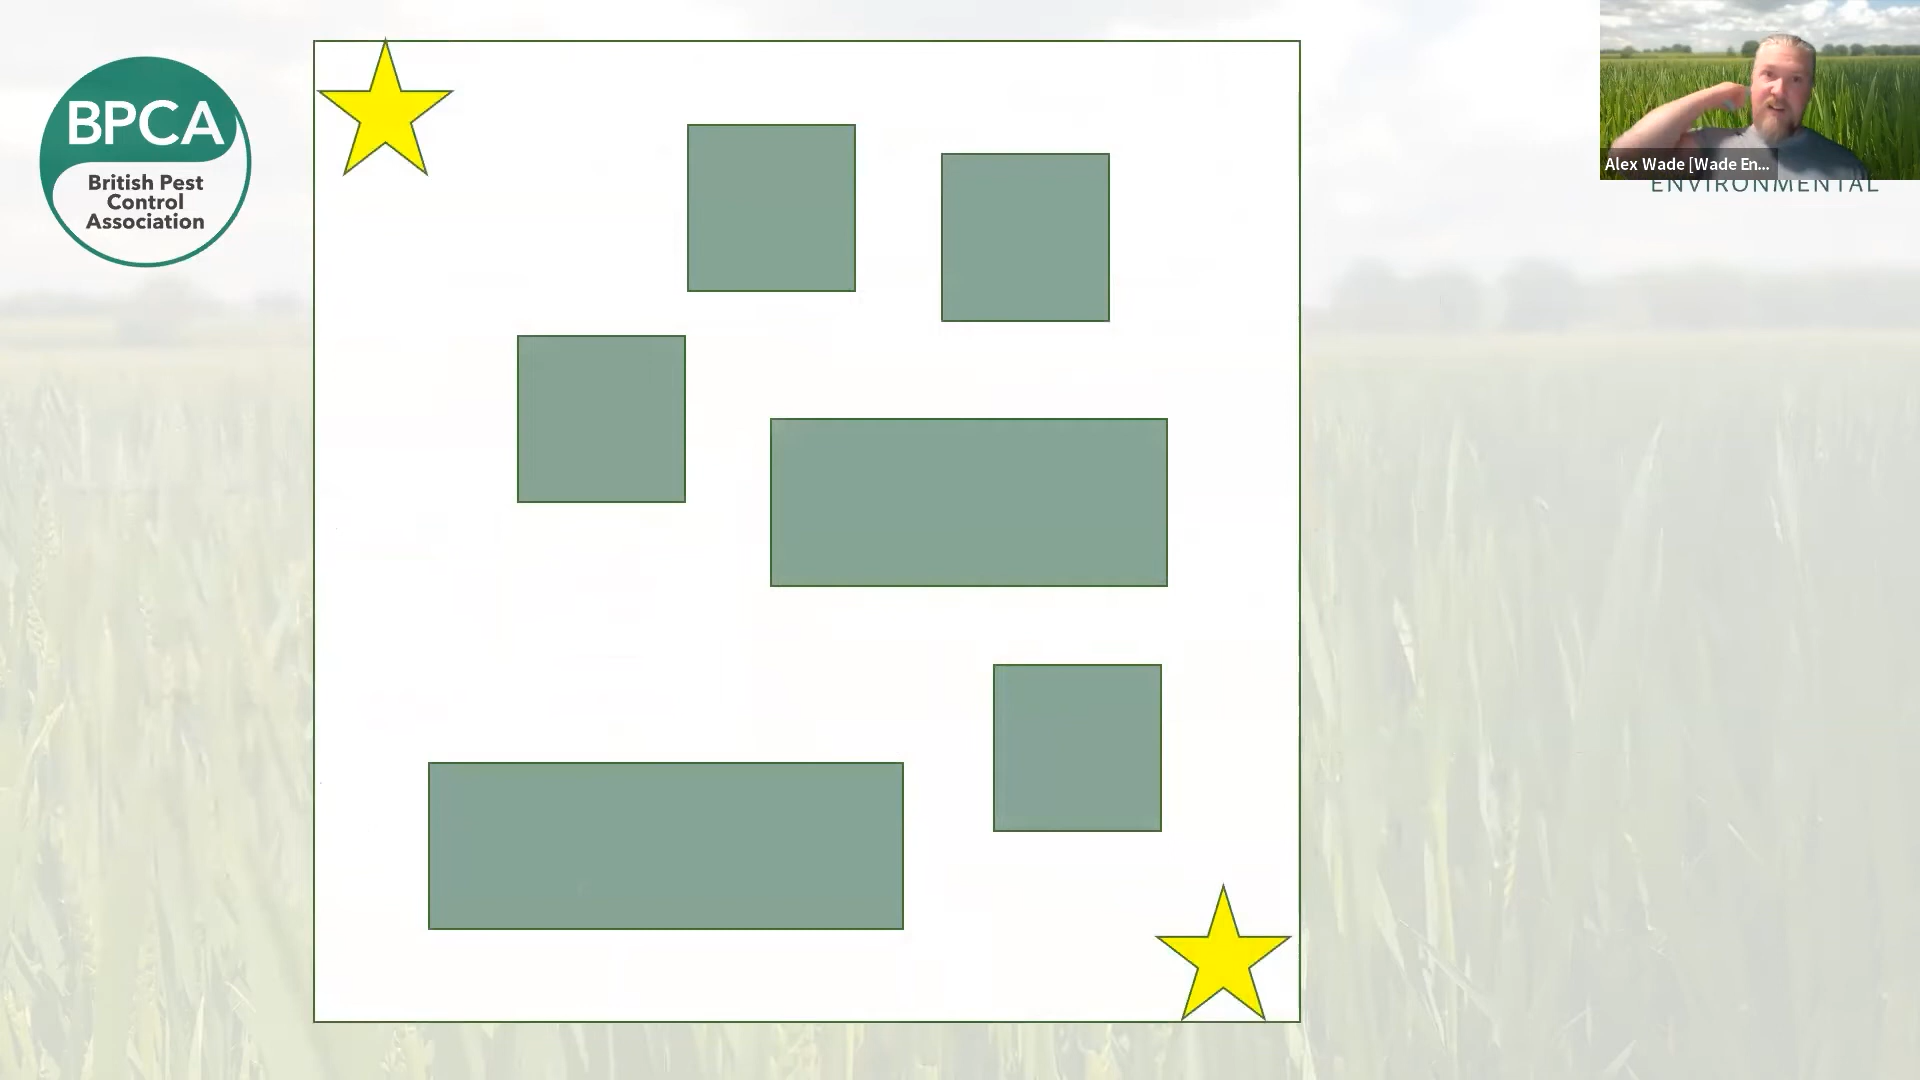 BPCA
British Pest
Control
Association
Alex Wade [Wade En...
ENVIRONMENTAL